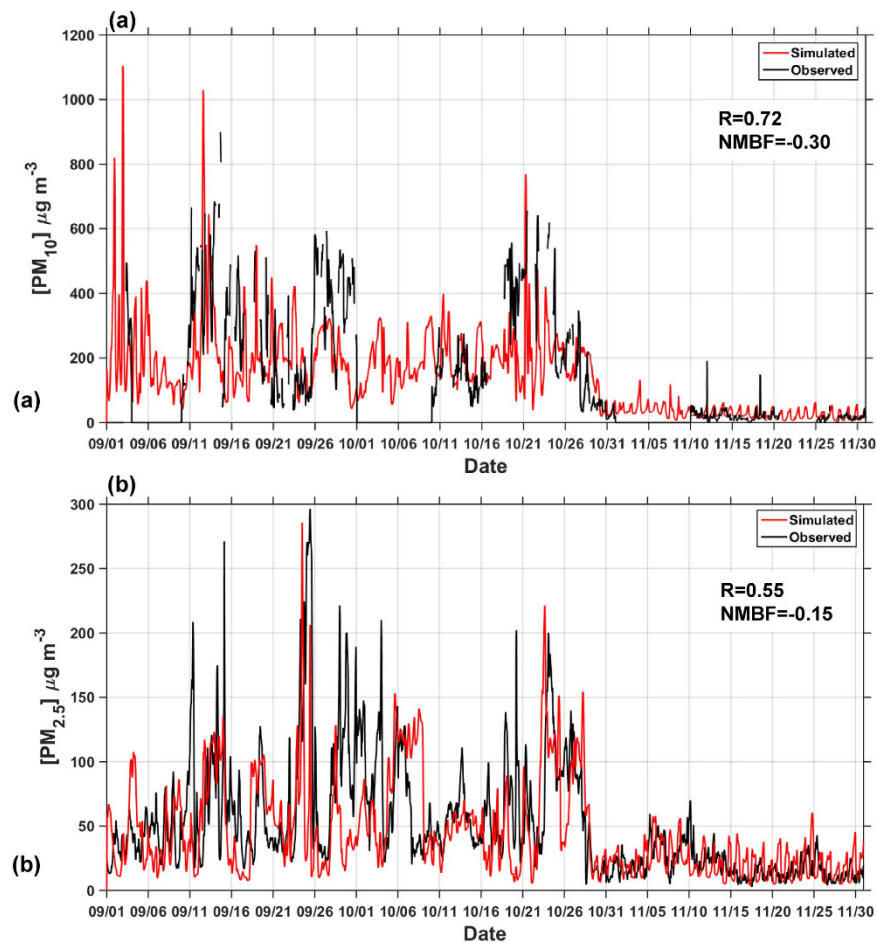 (a)
1200
1000
800
600
400
200
0
[PM10] μg m-3
Simulated
Observed
R=0.72
NMBF=-0.30
(a)
09/01 09/06 09/11 09/16 09/21 09/26 10/01 10/06 10/11 10/16 10/21 10/26 10/31 11/05 11/10 11/15 11/20 11/25 11/30
Date
(b)
300
250
200
150
100
50
0
[PM2.5] μg m-3
Simulated
Observed
R=0.55
NMBF=-0.15
(b)
09/01 09/06 09/11 09/16 09/21 09/26 10/01 10/06 10/11 10/16 10/21 10/26 10/31 11/05 11/10 11/15 11/20 11/25 11/30
Date